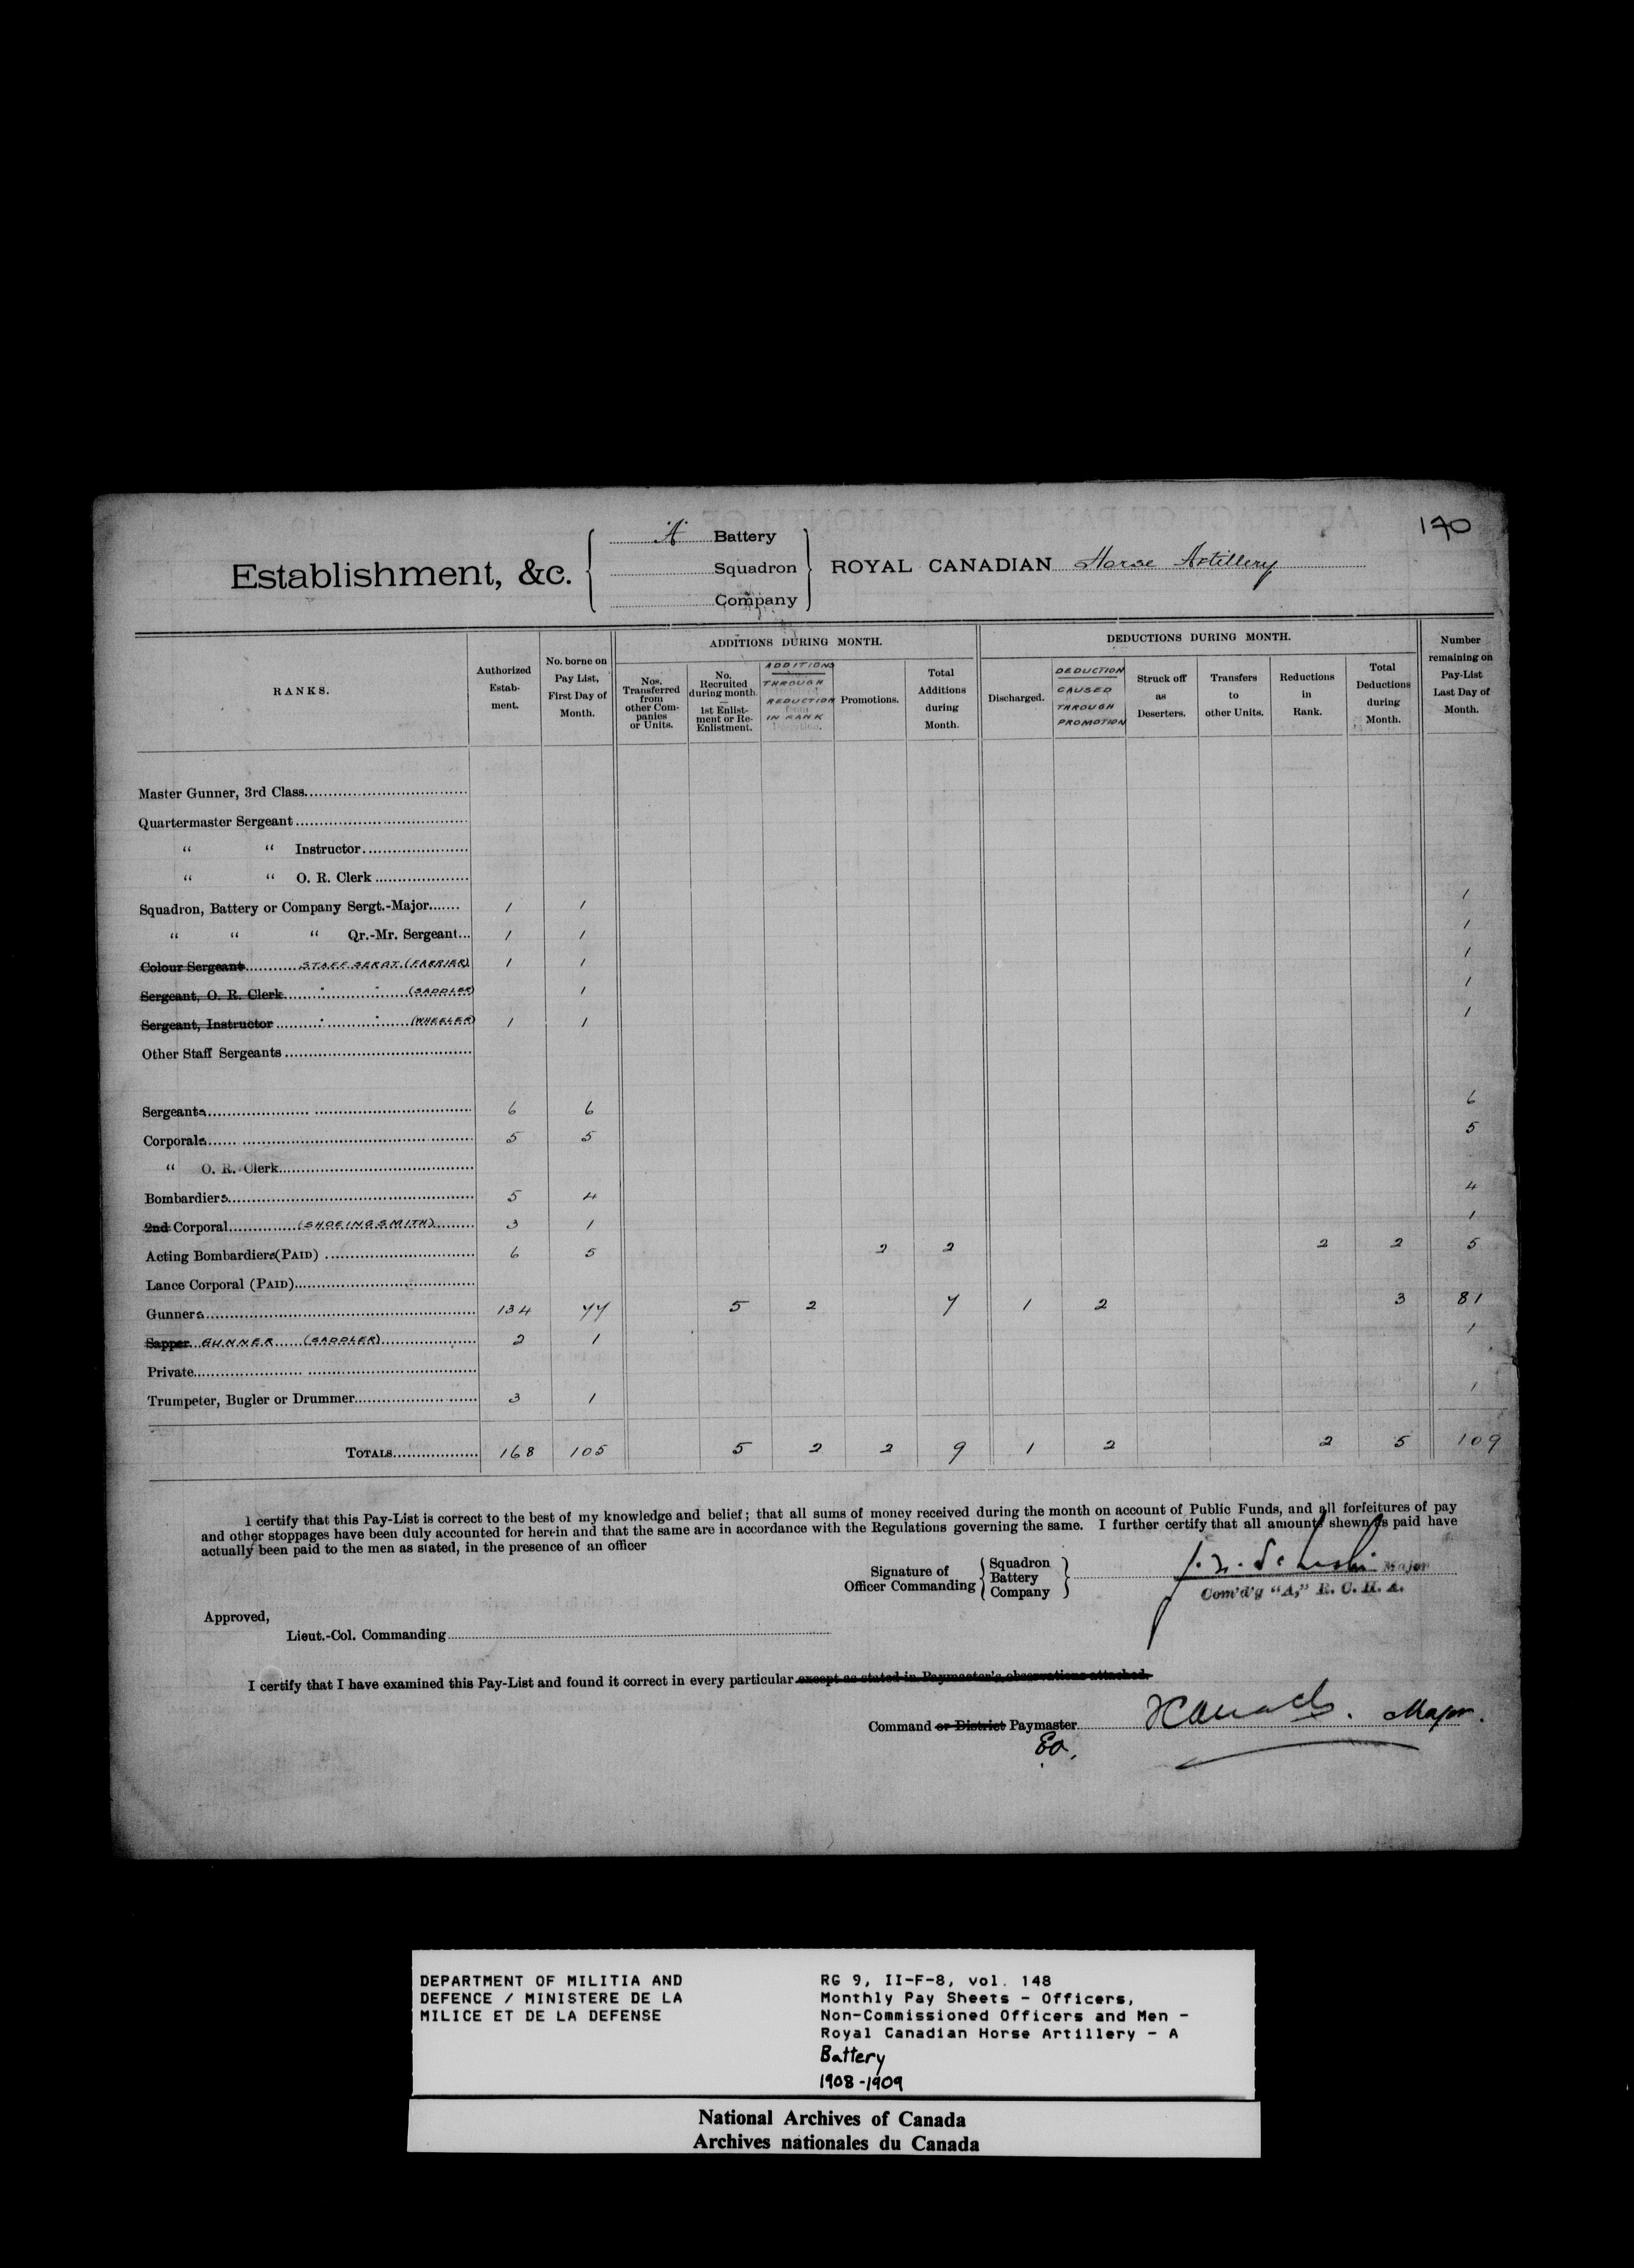 170
Establishment, &c.
"A" Battery
Squadron
Company
ROYAL CANADIAN Horse Artillery
RANKS.
Authorized Estab- ment.
No. borne on Pay List, First Day of Month.
ADDITIONS DURING MONTH.
Nos. Transferred from other Com- panies or Units.
No. Recruited during month. — 1st Enlist- ment or Re- Enlistment.
ADDITIONS THROUGH REDUCTION IN RANK
Promotions.
Total Additions during Month.
DEDUCTIONS DURING MONTH.
Discharged.
DEDUCTION CAUSED THROUGH PROMOTION
Struck off as Deserters.
Transfers to other Units.
Reductions in Rank.
Total Deductions during Month.
Number remaining on Pay-List Last Day of Month.
Master Gunner, 3rd Class
Quartermaster Sergeant
" " Instructor
" " O. R. Clerk
Squadron, Battery or Company Sergt.-Major 1 1 1
" " " Qr.-Mr. Sergeant 1 1 1
Colour Sergeant STAFF SERGT. (FARRIER) 1 1 1
Sergeant, O. R. Clerk " " (SADDLER) 1 1
Sergeant, Instructor " " (WHEELER) 1 1 1
Other Staff Sergeants
Sergeants 6 6 6
Corporals 5 5 5
" O. R. Clerk
Bombardiers 5 4 4
2nd Corporal (SHOEINGSMITH) 3 1 1
Acting Bombardiers (PAID) 6 5 2 2 2 2 5
Lance Corporal (PAID)
Gunners 134 77 5 2 7 1 2 3 81
Sapper GUNNER (SADDLER) 2 1 1
Private
Trumpeter, Bugler or Drummer 3 1 1
TOTALS 168 105 5 2 2 9 1 2 2 5 109
I certify that this Pay-List is correct to the best of my knowledge and belief; that all sums of money received during the month on account of Public Funds, and all forfeitures of pay
and other stoppages have been duly accounted for herein and that the same are in accordance with the Regulations governing the same. I further certify that all amounts shewn as paid have
actually been paid to the men as stated, in the presence of an officer
Signature of Officer Commanding
Squadron
Battery
Company
Major
Com'd'g "A," R. C. H. A.
Approved,
Lieut.-Col. Commanding
I certify that I have examined this Pay-List and found it correct in every particular except as stated in Paymaster's observations attached.
Command or District Paymaster Major.
Eo.
DEPARTMENT OF MILITIA AND
DEFENCE / MINISTERE DE LA
MILICE ET DE LA DEFENSE
RG 9, II-F-8, vol. 148
Monthly Pay Sheets - Officers,
Non-Commissioned Officers and Men -
Royal Canadian Horse Artillery - A
Battery
1908-1909
National Archives of Canada
Archives nationales du Canada